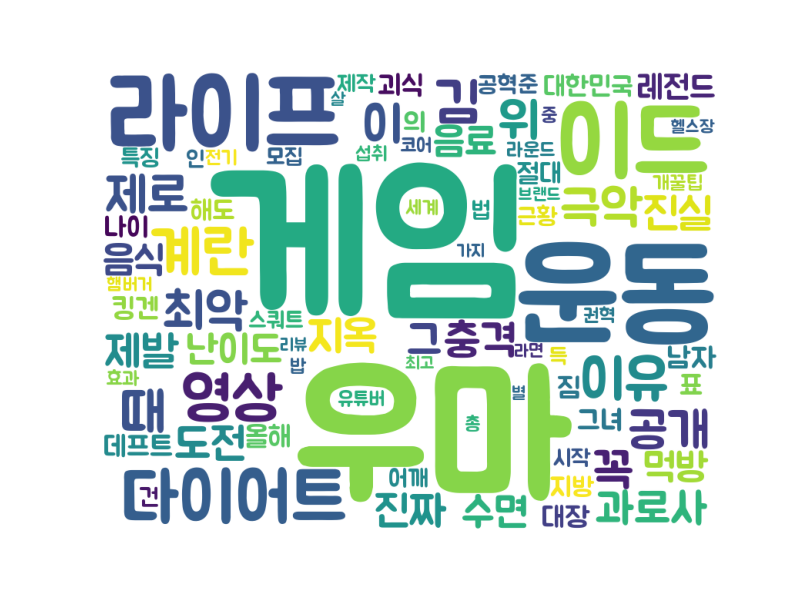 라이프
제작
괴식
살
김
공혁준
대한민국
레전드
이
의
음료
위
중
이드
헬스장
특징
인
전기
모집
섭취
코어
라운드
절대
개꿀팁
제로
해도
게임
세계
법
브랜드
근황
극악
진실
나이
음식
계란
가지
운동
햄버거
킹겐
최악
스쿼트
지옥
그
충격
권혁
제발
난이도
리뷰
밥
라면
득
남자
효과
최고
영상
우마
유튜버
총
별
짐
이유
표
때
그녀
공개
데프트
도전
올해
시작
꼭
먹방
다이어트
건
어깨
진짜
수면
지방
대장
과로사